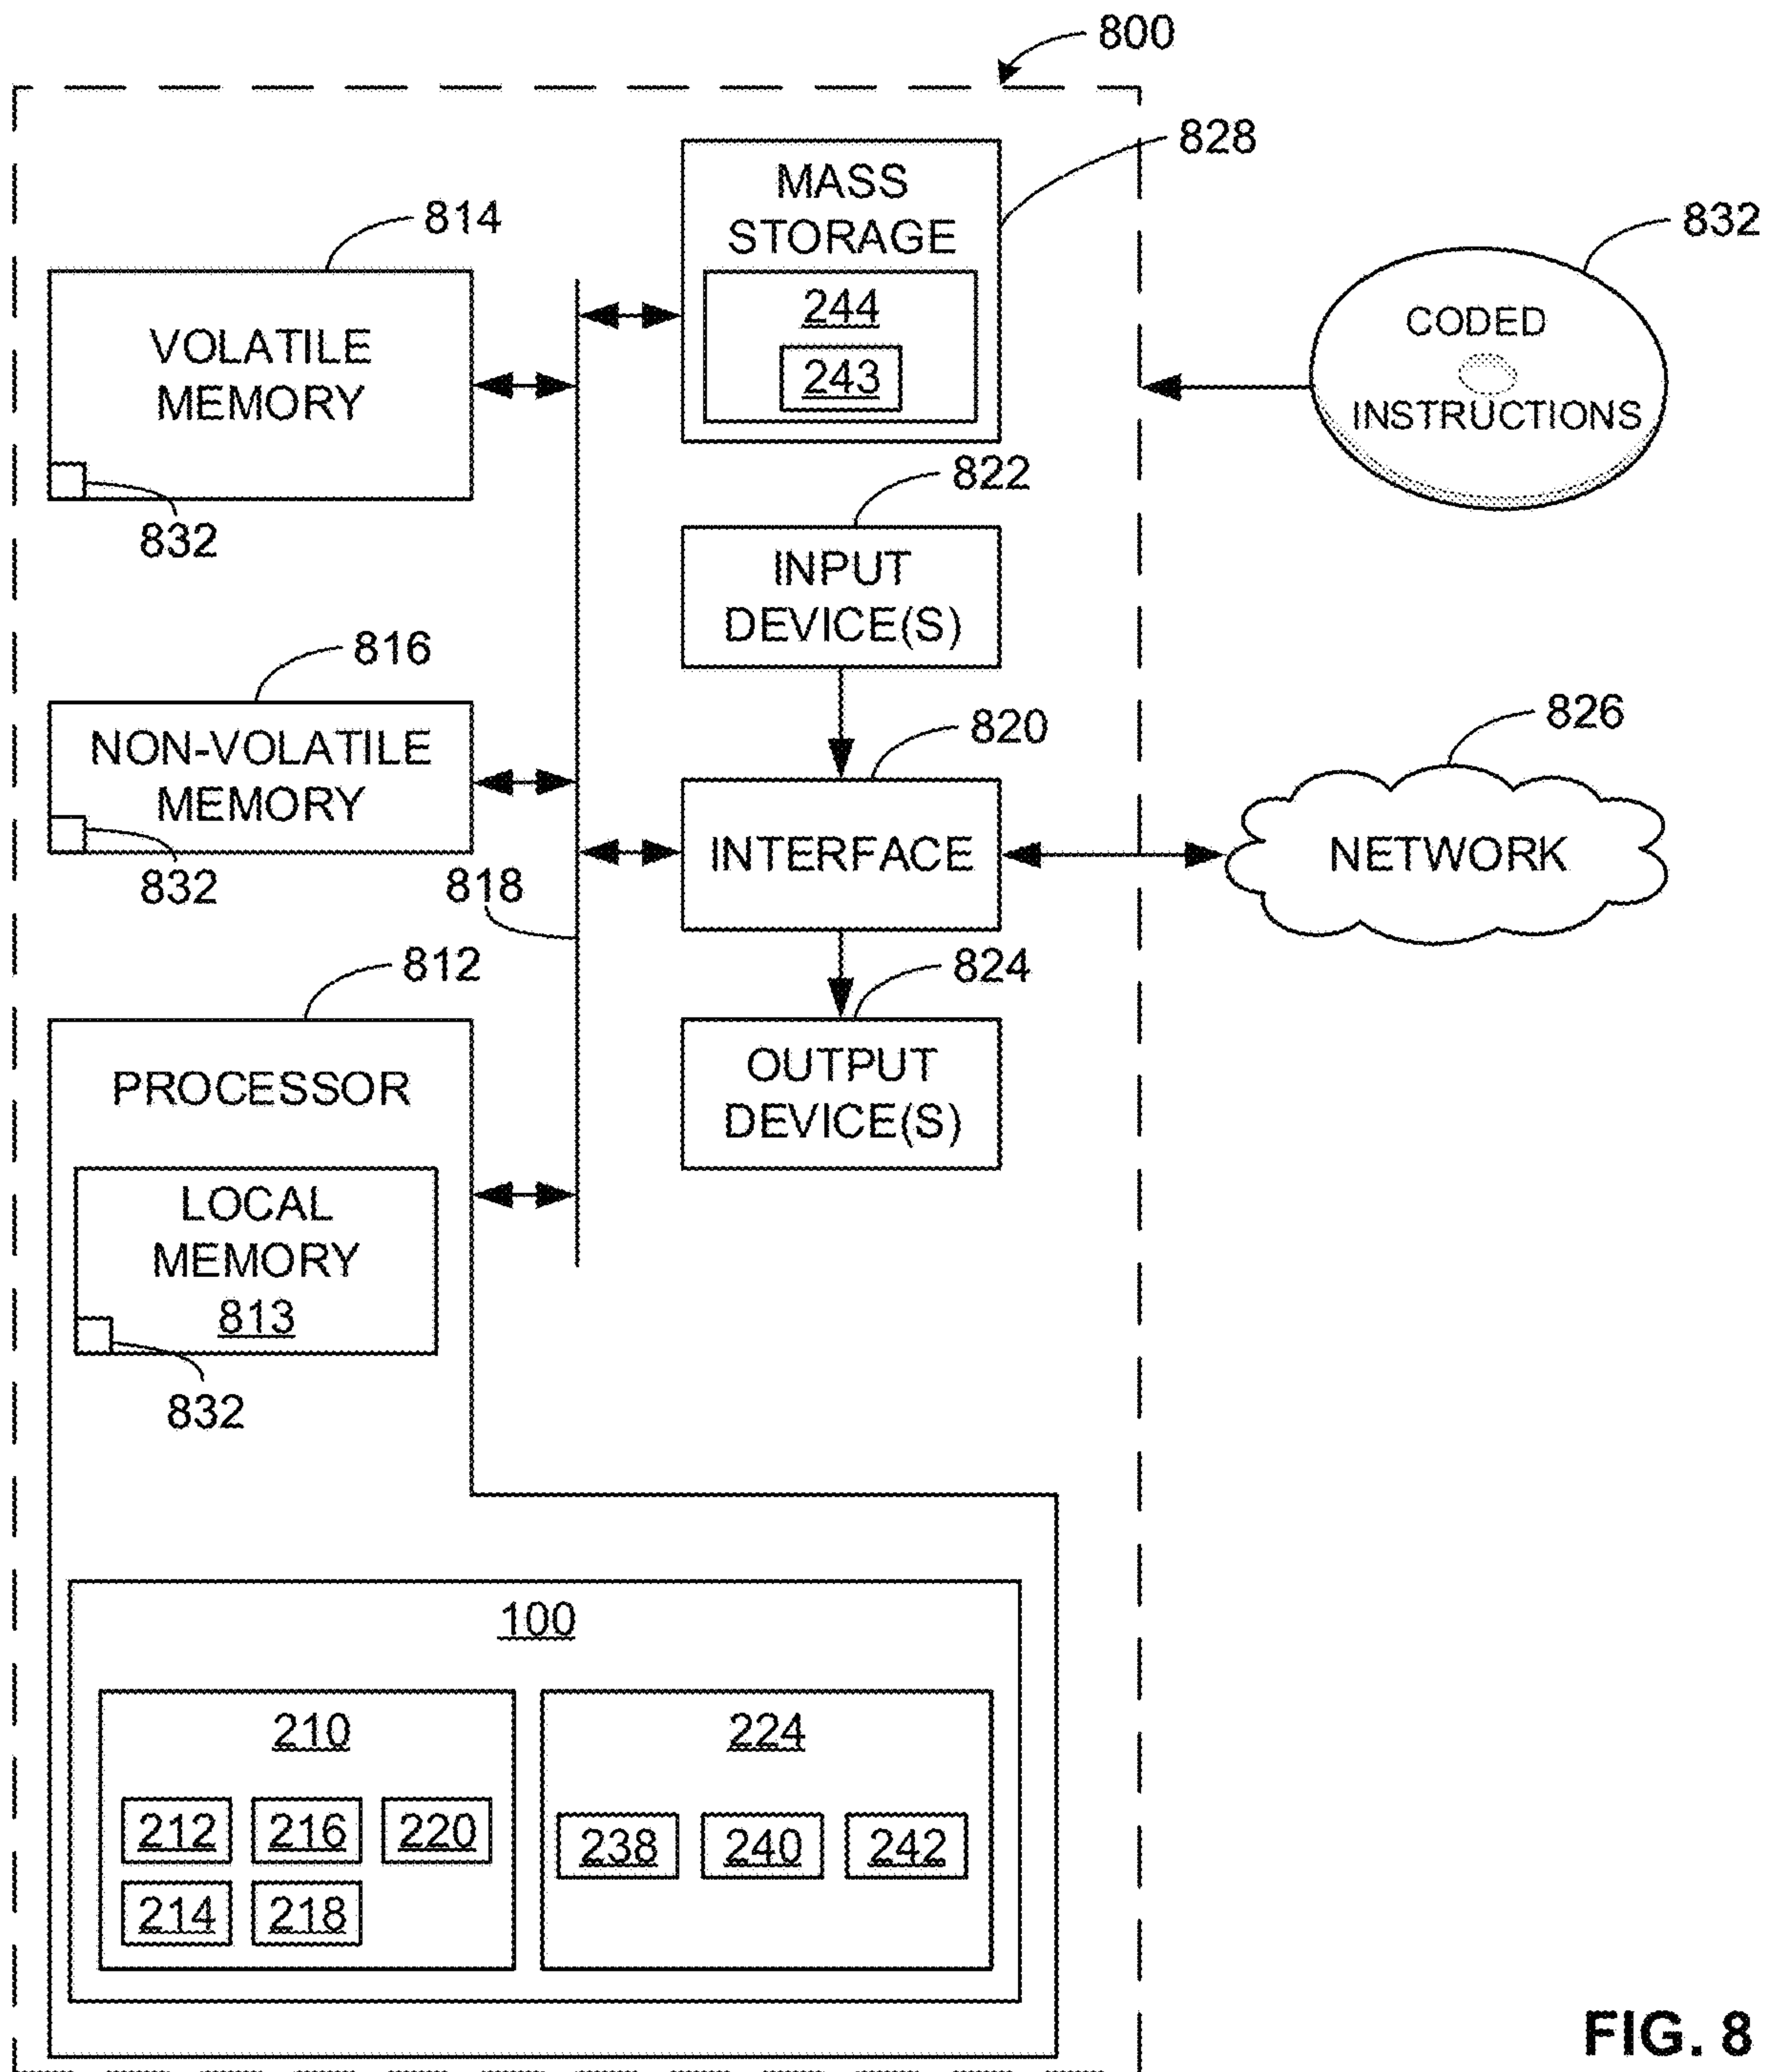 800
828
MASS
STORAGE
244
243
814
VOLATILE
MEMORY
832
832
CODED
INSTRUCTIONS
822
INPUT
DEVICE(S)
816
NON-VOLATILE
MEMORY
832
818
820
INTERFACE
826
NETWORK
812
PROCESSOR
LOCAL
MEMORY
813
832
824
OUTPUT
DEVICE(S)
100
210
212 216 220
214 218
224
238 240 242
FIG. 8